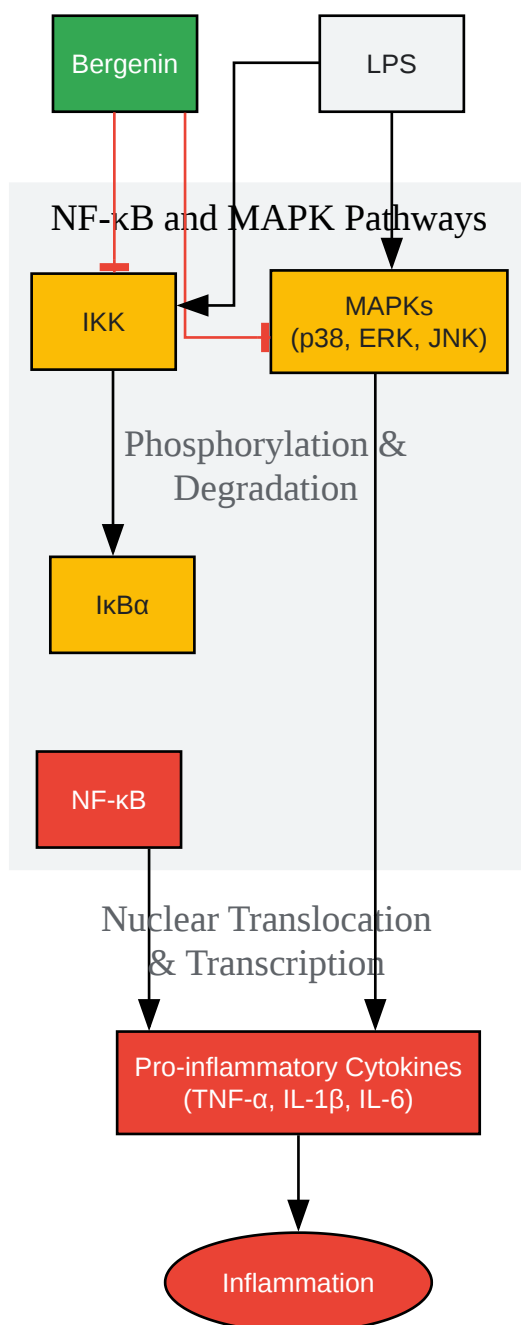 Bergenin
LPS
NF-κB and MAPK Pathways
IKK
MAPKs
(p38, ERK, JNK)
Phosphorylation &
Degradation
IκBα
NF-κB
Nuclear Translocation
& Transcription
Pro-inflammatory Cytokines
(TNF-α, IL-1β, IL-6)
Inflammation